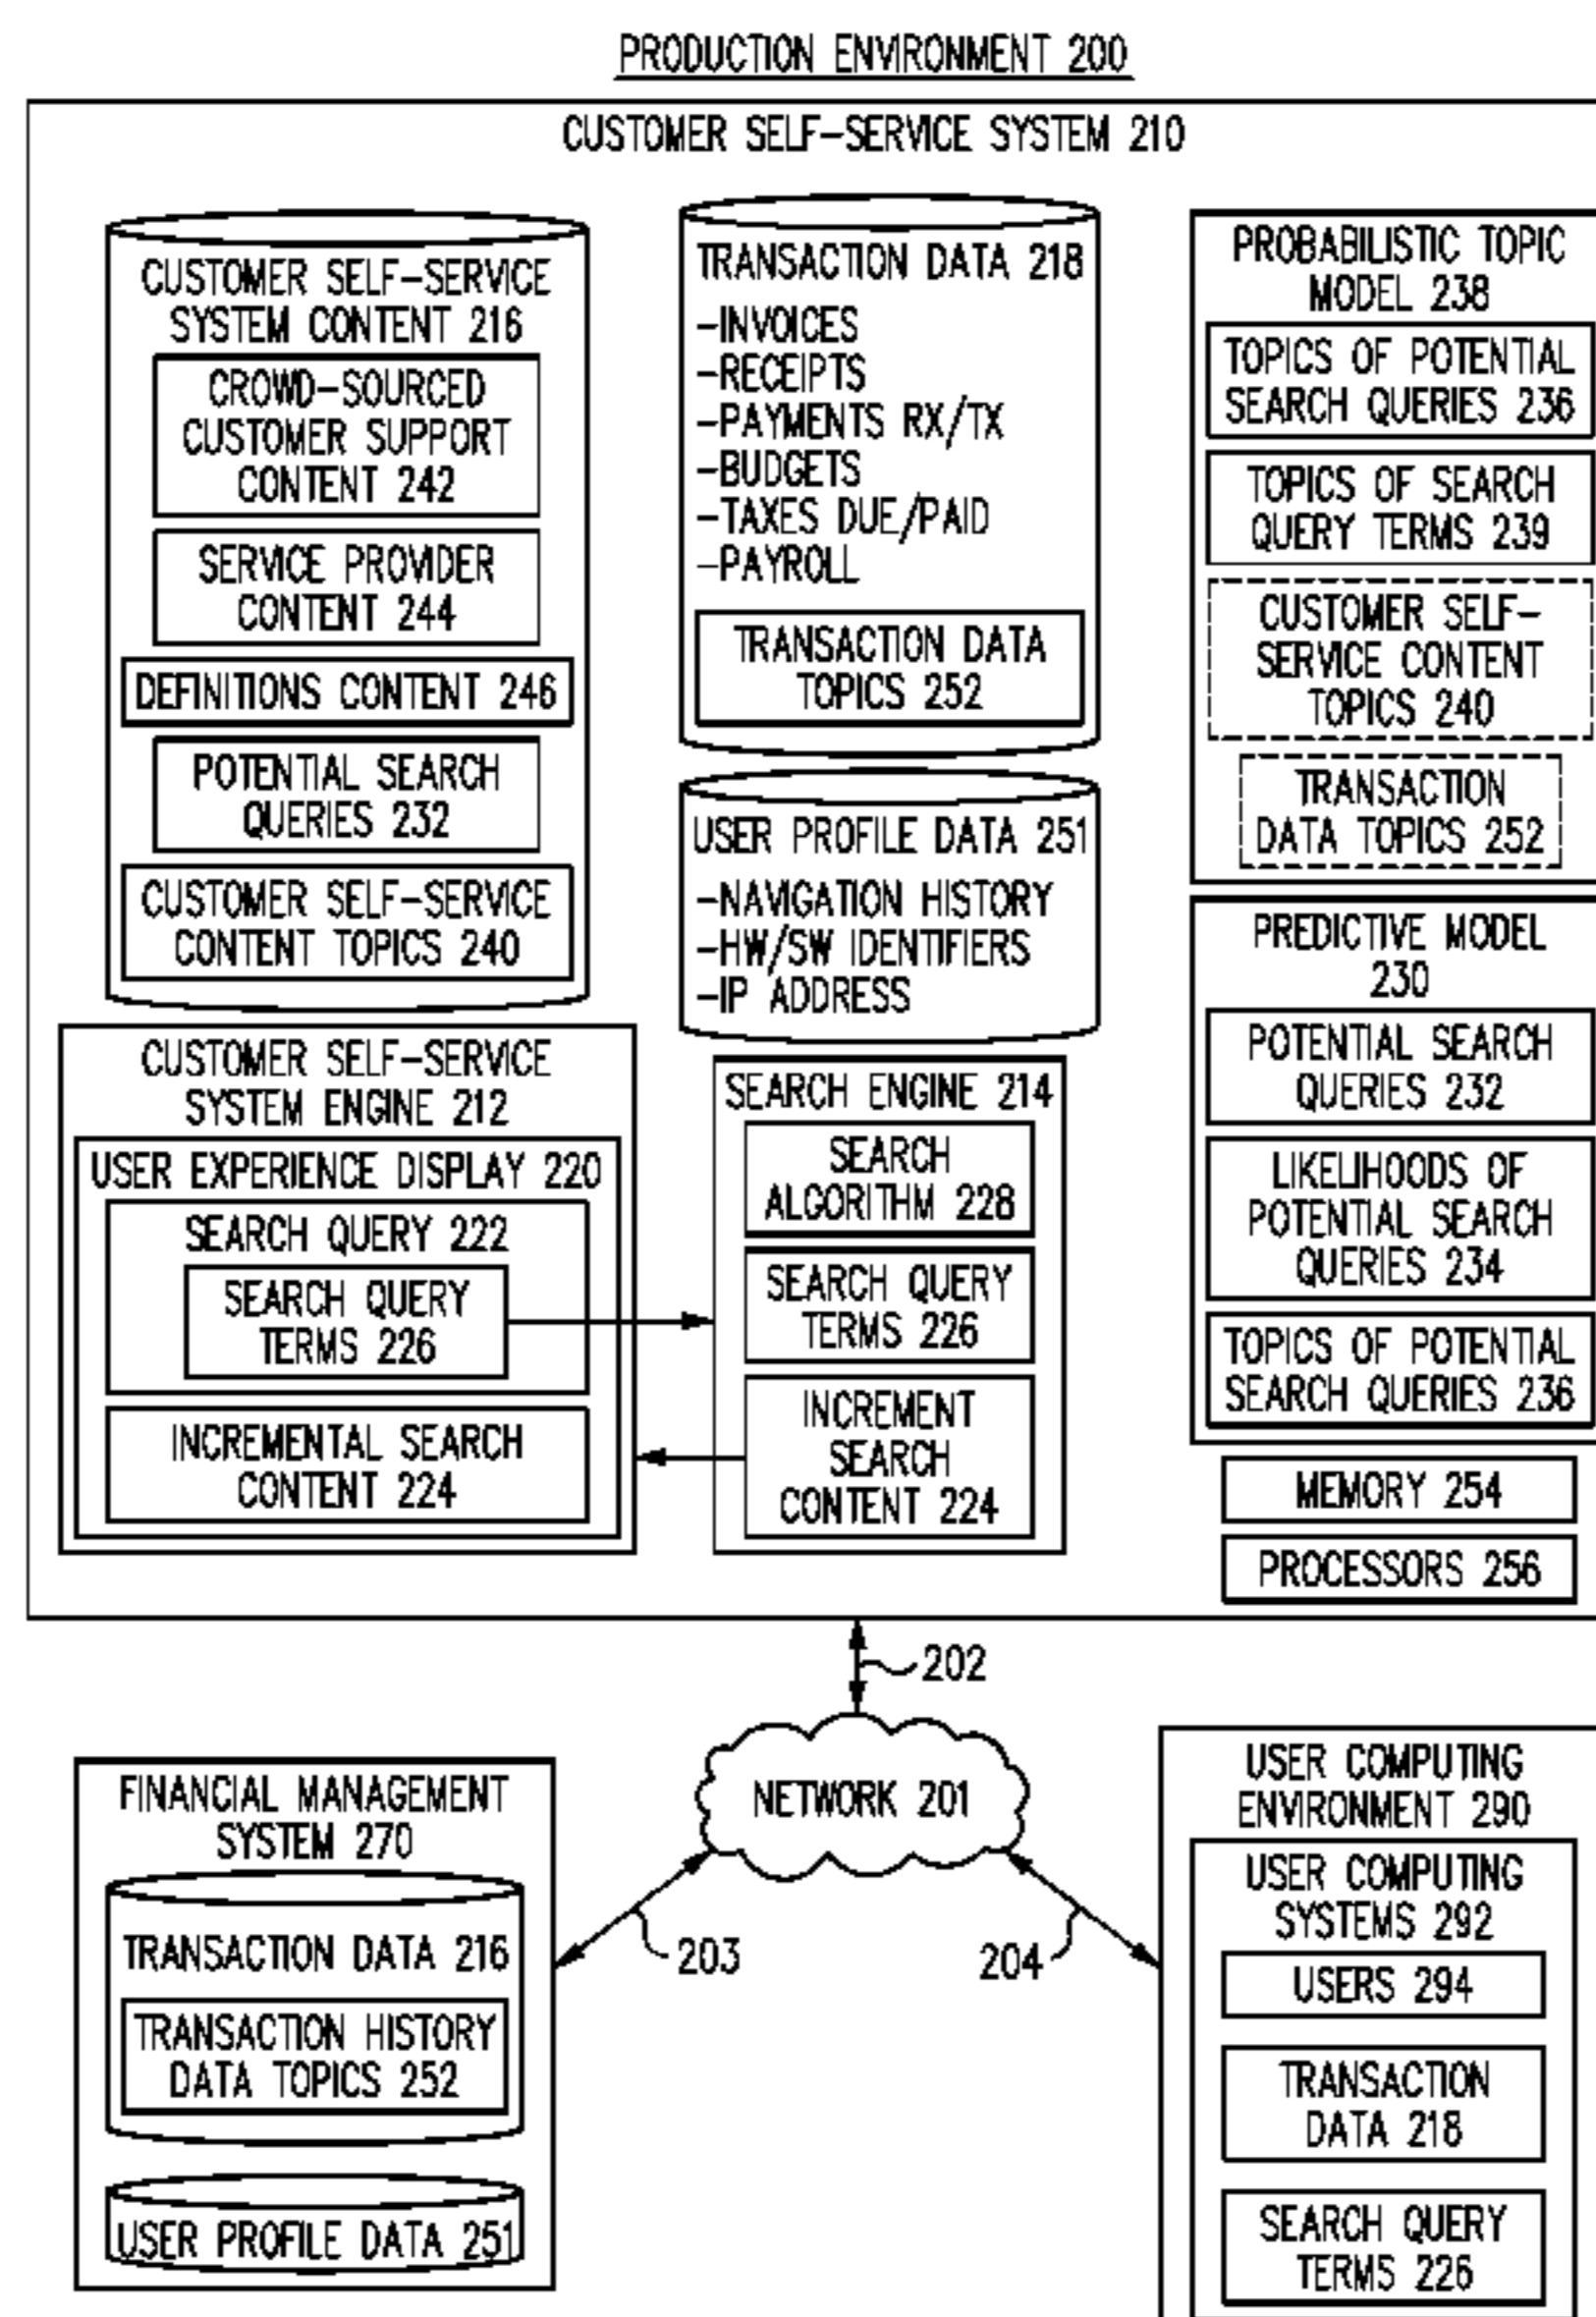 PRODUCTION ENVIRONMENT 200
CUSTOMER SELF-SERVICE SYSTEM 210
CUSTOMER SELF-SERVICE
SYSTEM CONTENT 216
CROWD-SOURCED
CUSTOMER SUPPORT
CONTENT 242
SERVICE PROVIDER
CONTENT 244
DEFINITIONS CONTENT 246
POTENTIAL SEARCH
QUERIES 232
CUSTOMER SELF-SERVICE
CONTENT TOPICS 240
TRANSACTION DATA 218
-INVOICES
-RECEIPTS
-PAYMENTS RX/TX
-BUDGETS
-TAXES DUE/PAID
-PAYROLL
TRANSACTION DATA
TOPICS 252
USER PROFILE DATA 251
-NAVIGATION HISTORY
-HW/SW IDENTIFIERS
-IP ADDRESS
PROBABILISTIC TOPIC
MODEL 238
TOPICS OF POTENTIAL
SEARCH QUERIES 236
TOPICS OF SEARCH
QUERY TERMS 239
CUSTOMER SELF-
SERVICE CONTENT
TOPICS 240
TRANSACTION
DATA TOPICS 252
PREDICTIVE MODEL
230
POTENTIAL SEARCH
QUERIES 232
LIKELIHOODS OF
POTENTIAL SEARCH
QUERIES 234
TOPICS OF POTENTIAL
SEARCH QUERIES 236
MEMORY 254
PROCESSORS 256
CUSTOMER SELF-SERVICE
SYSTEM ENGINE 212
USER EXPERIENCE DISPLAY 220
SEARCH QUERY 222
SEARCH QUERY
TERMS 226
INCREMENTAL SEARCH
CONTENT 224
SEARCH ENGINE 214
SEARCH
ALGORITHM 228
SEARCH QUERY
TERMS 226
INCREMENT
SEARCH
CONTENT 224
202
NETWORK 201
203
204
FINANCIAL MANAGEMENT
SYSTEM 270
TRANSACTION DATA 216
TRANSACTION HISTORY
DATA TOPICS 252
USER PROFILE DATA 251
USER COMPUTING
ENVIRONMENT 290
USER COMPUTING
SYSTEMS 292
USERS 294
TRANSACTION
DATA 218
SEARCH QUERY
TERMS 226